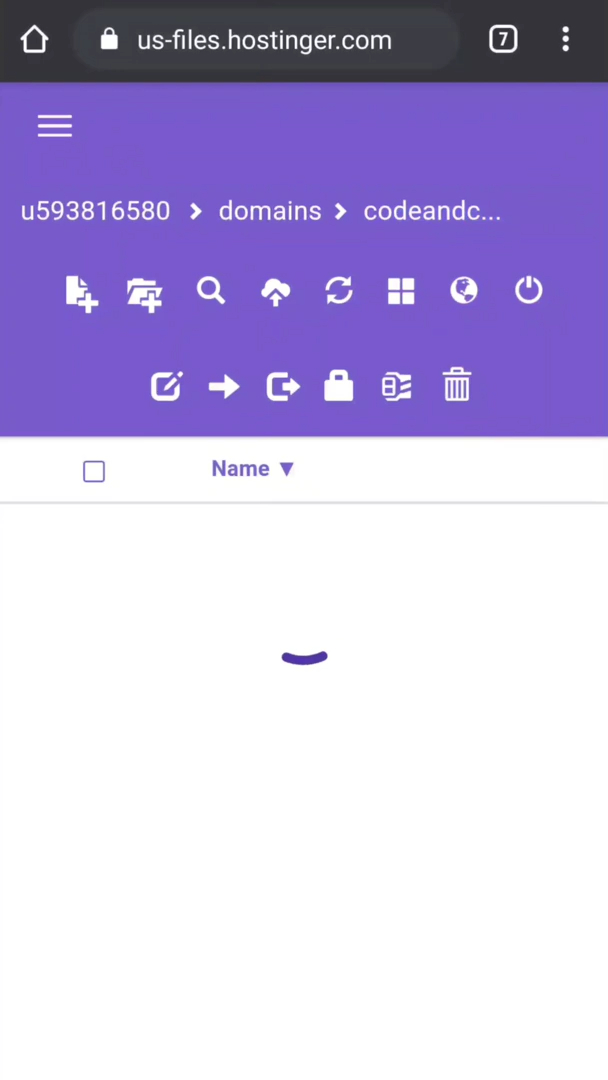 us-files.hostinger.com
7
u593816580 > domains > codeandc...
Name ▼